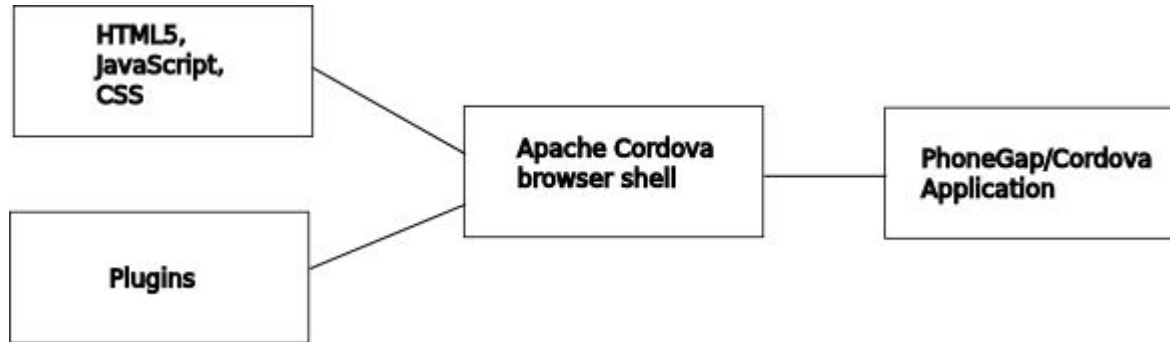 HTML5,
JavaScript,
CSS
Plugins
Apache Cordova
browser shell
PhoneGap/Cordova
Application